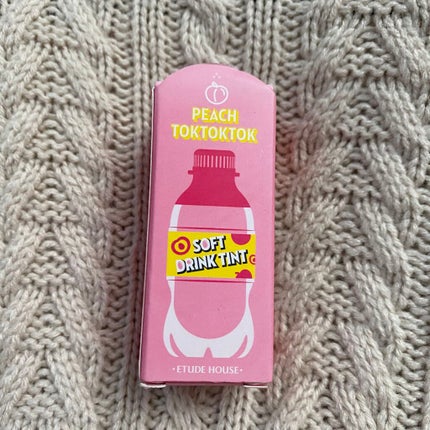 PEACH
TOKTOKTOK
SOFT
DRINK TINT
• ETUDE HOUSE •